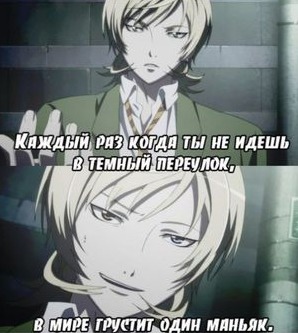 Каждый раз когда ты не идешь
в темный переулок,
в мире грустит один маньяк.